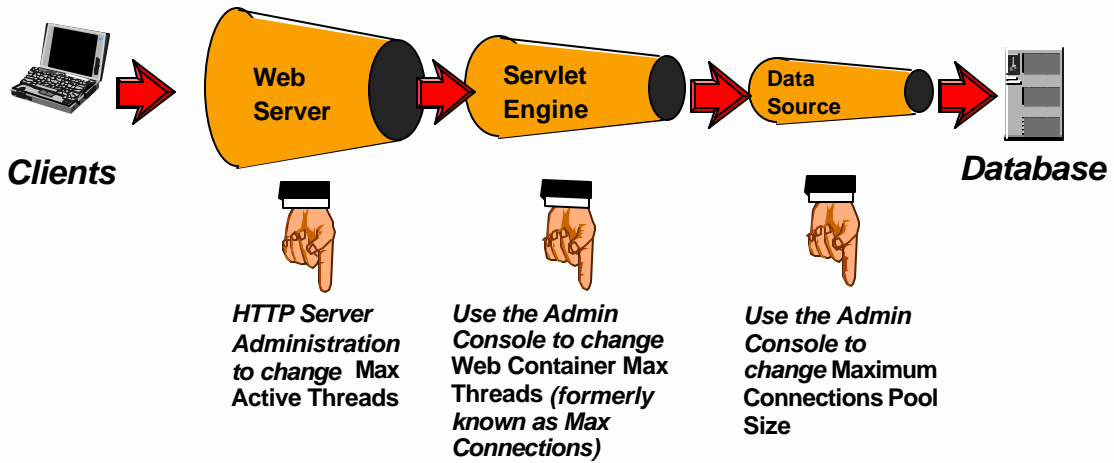 Web
Server
Servlet
Engine
Data
Source
Clients
Database
HTTP Server
Administration
to change Max
Active Threads
Use the Admin
Console to change
Web Container Max
Threads (formerly
known as Max
Connections)
Use the Admin
Console to
change Maximum
Connections Pool
Size